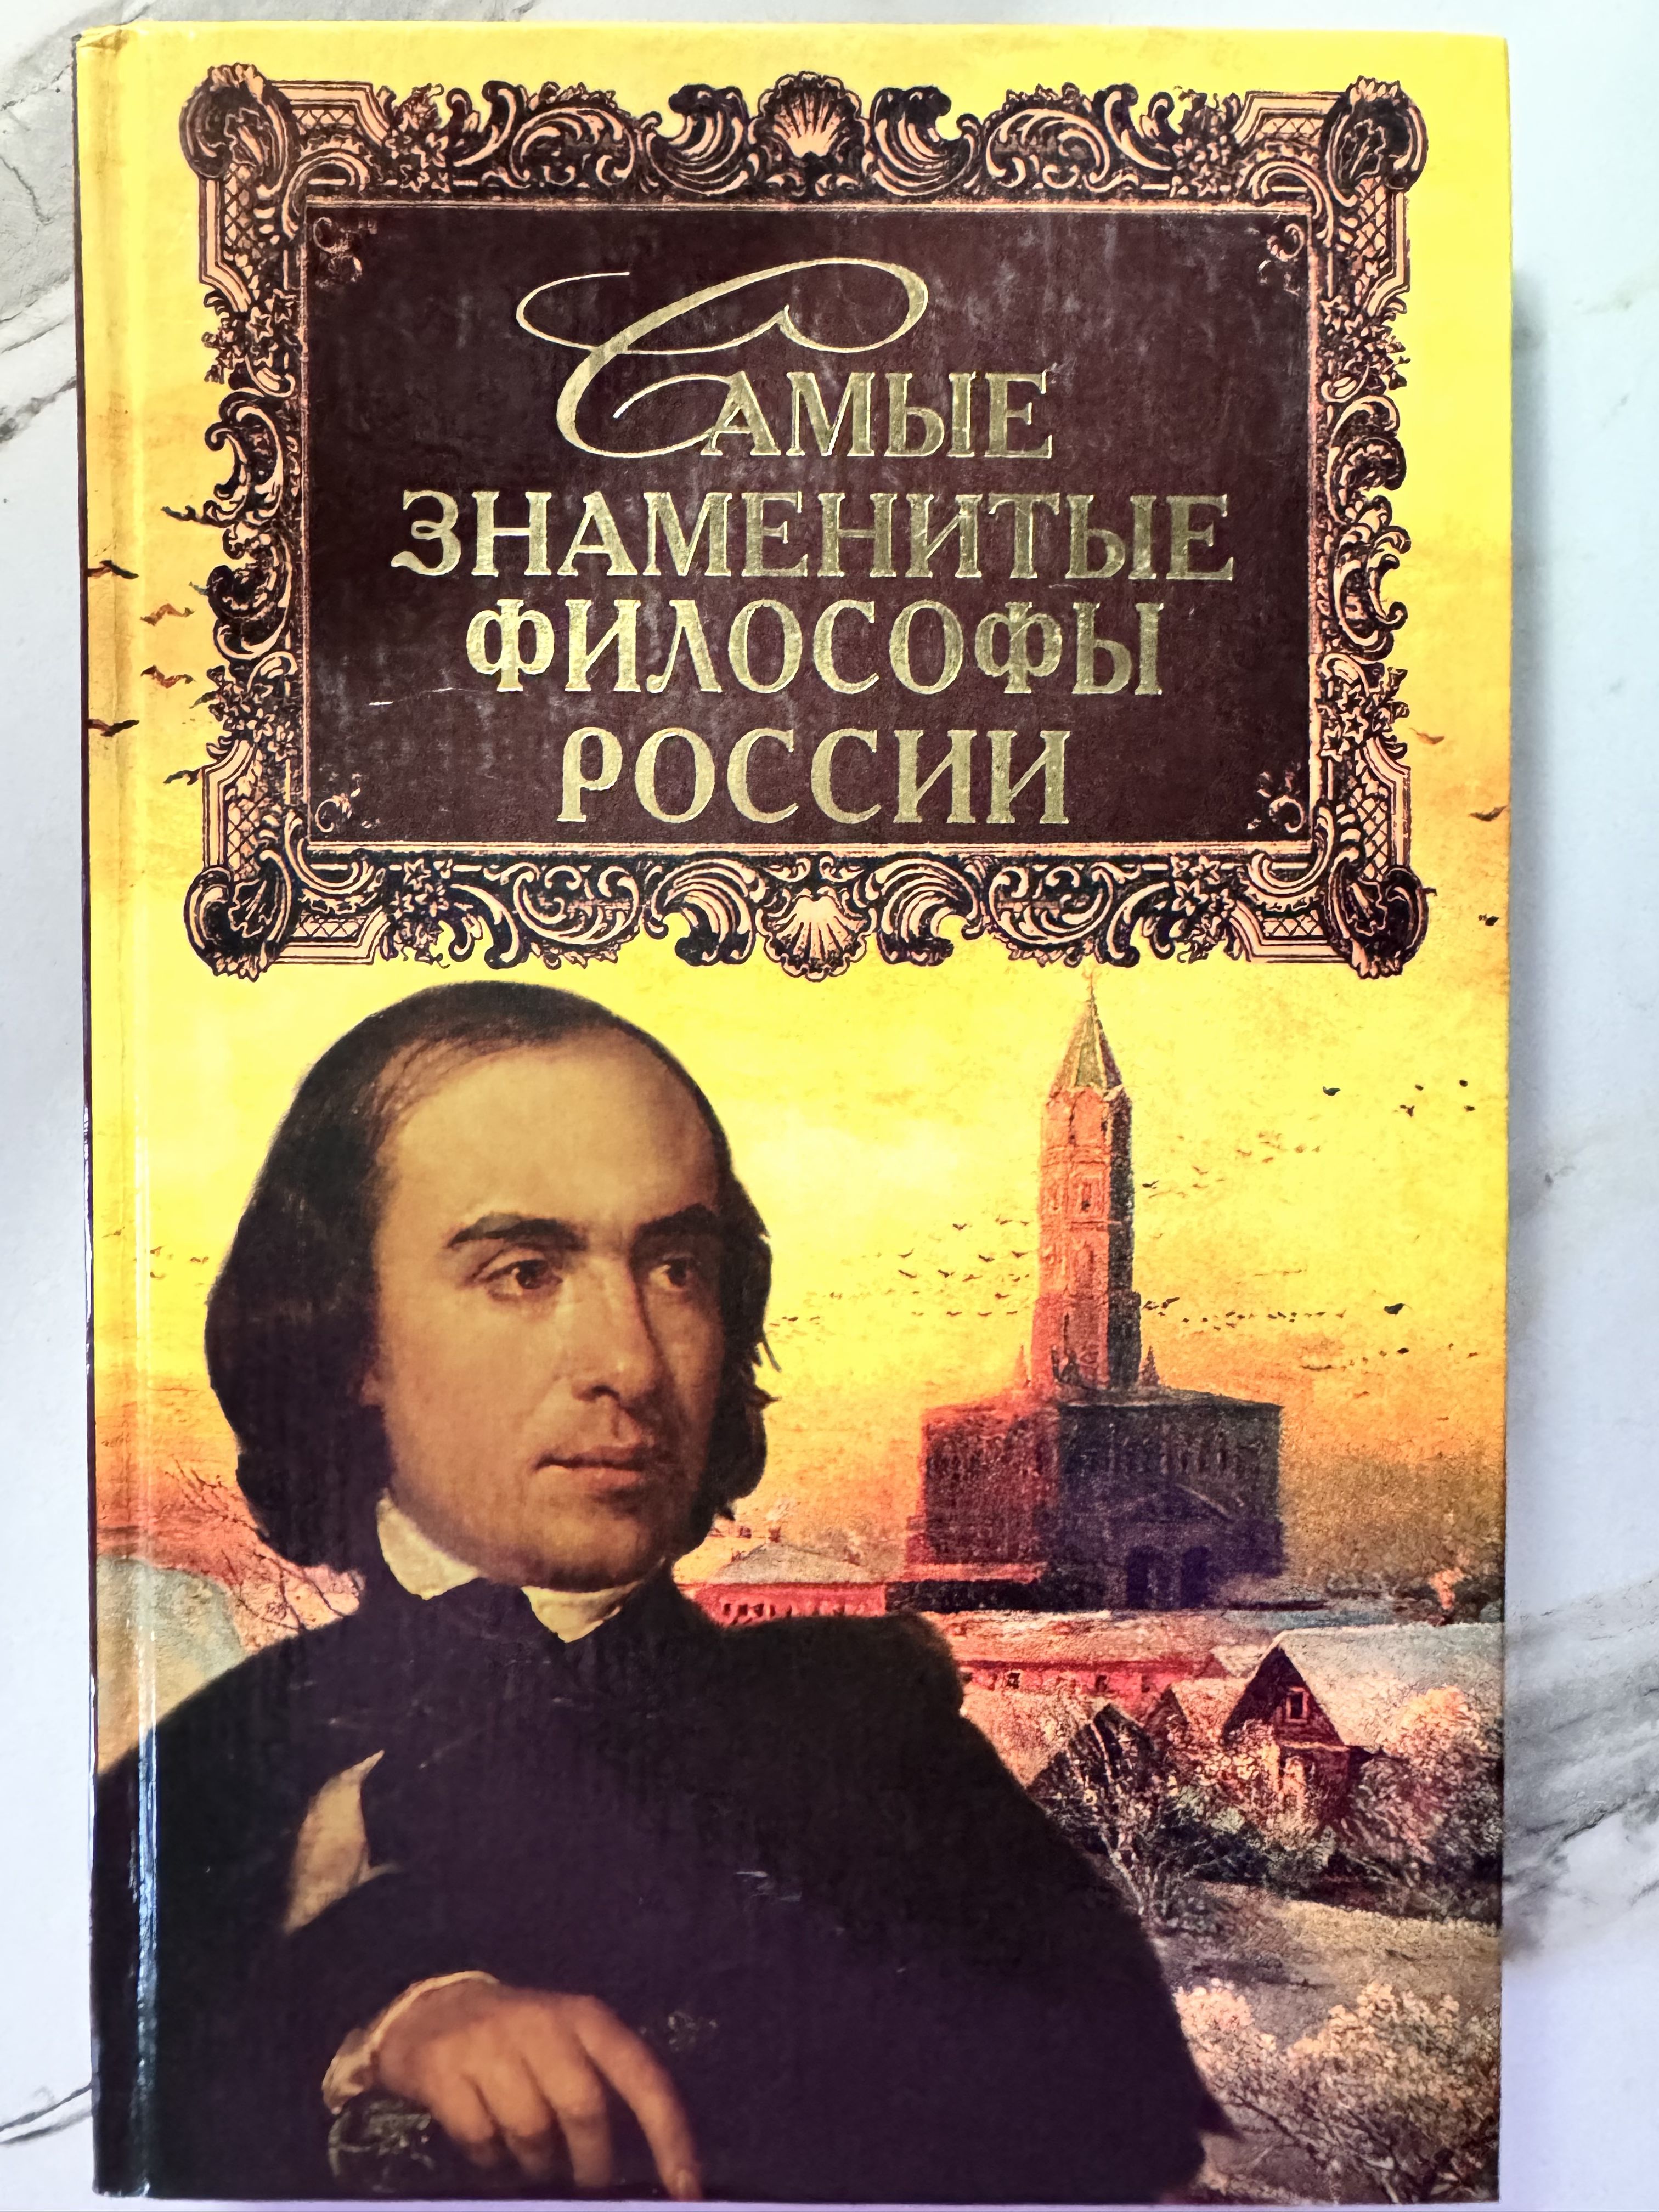 Самые
знаменитые
философы
России